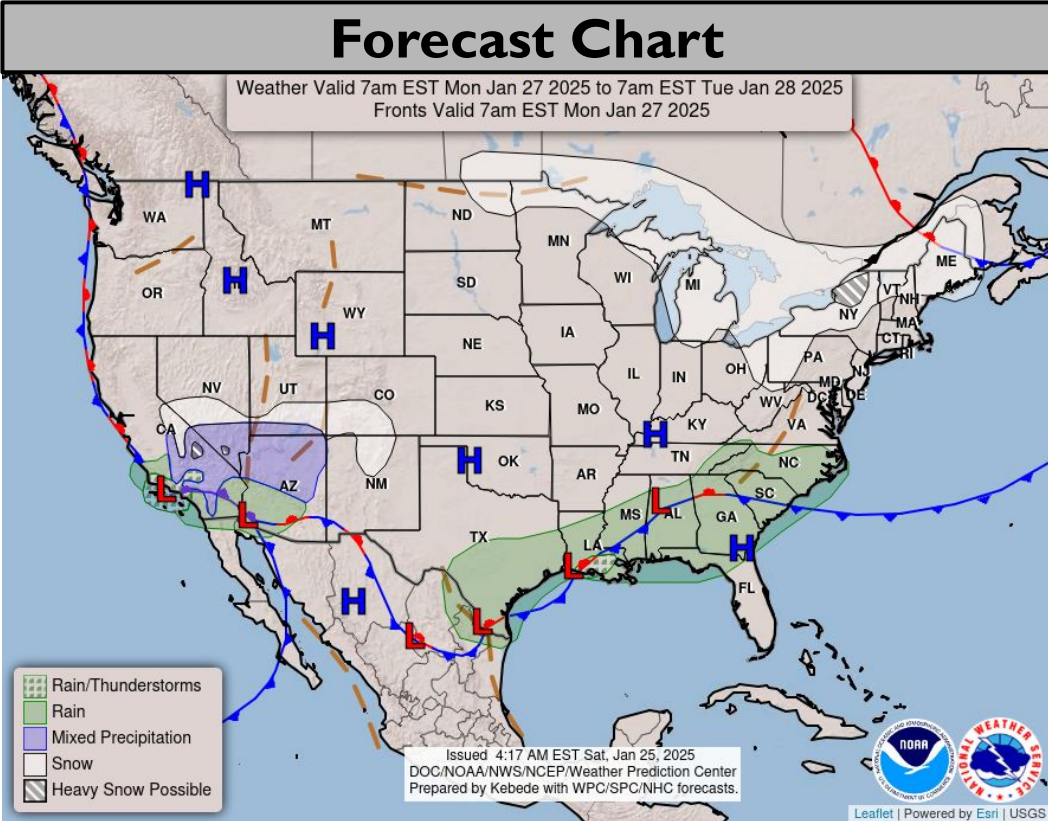 Forecast Chart
Weather Valid 7am EST Mon Jan 27 2025 to 7am EST Tue Jan 28 2025
Fronts Valid 7am EST Mon Jan 27 2025
H
WA
MT
ND
MN
ME
OR
H
SD
WI
MI
VT
NH
WY
NY
MA
H
IA
CT
RI
NE
PA
NJ
OH
IL
IN
MD
DE
DC
NV
UT
CO
WV
KS
MO
VA
CA
KY
H
TN
NC
H
OK
AR
AZ
NM
SC
L
L
AL
MS
GA
L
TX
LA
H
L
FL
H
L
L
Rain/Thunderstorms
Rain
Mixed Precipitation
Snow
Heavy Snow Possible
Issued 4:17 AM EST Sat, Jan 25, 2025
DOC/NOAA/NWS/NCEP/Weather Prediction Center
Prepared by Kebede with WPC/SPC/NHC forecasts.
NOAA
NATIONAL WEATHER SERVICE
Leaflet | Powered by Esri | USGS